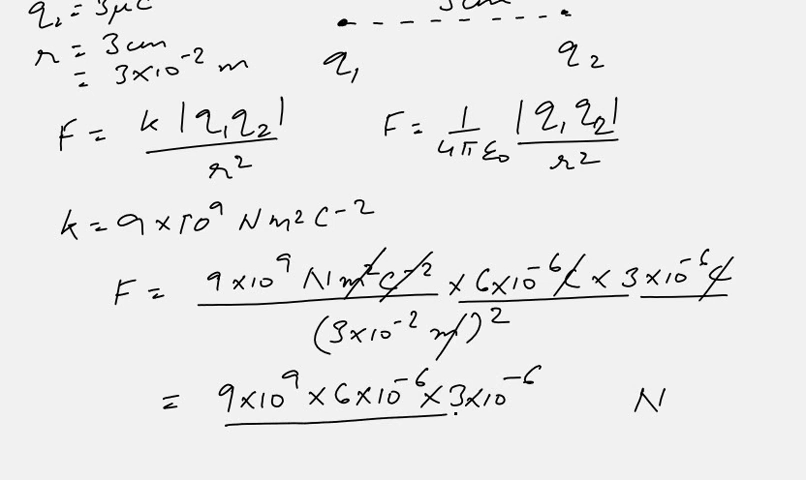 q₂ = 3μC 3cm
r = 3cm
= 3×10⁻² m q₁ q₂
F = k |q₁q₂| / r² F = 1/4πε₀ |q₁q₂| / r²
k = 9×10⁹ Nm²C⁻²
F = 9×10⁹ Nm²C⁻² × 6×10⁻⁶C × 3×10⁻⁶C / (3×10⁻² m)²
= 9×10⁹ × 6×10⁻⁶ × 3×10⁻⁶ N